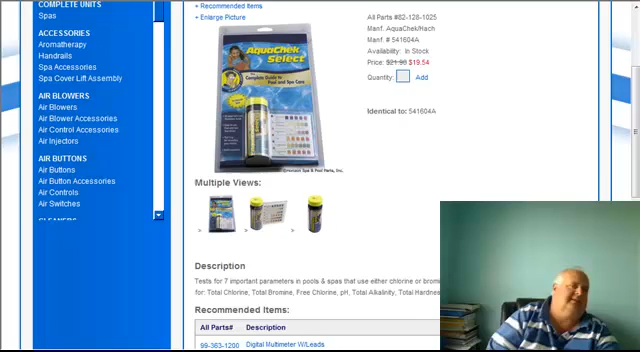 COMPLETE UNITS
Spas
ACCESSORIES
Aromatherapy
Handrails
Spa Accessories
Spa Cover Lift Assembly
AIR BLOWERS
Air Blowers
Air Blower Accessories
Air Control Accessories
Air Injectors
AIR BUTTONS
Air Buttons
Air Button Accessories
Air Controls
Air Switches
CLEANERS
+ Recommended Items
+ Enlarge Picture
AquaChek
Select
Complete Guide to
Pool and Spa Care
All Parts #82-128-1025
Manf. AquaChek/Hach
Manf. # 541604A
Availability: In Stock
Price: $21.98 $19.54
Quantity: Add
Identical to: 541604A
Multiple Views:
> > >
Description
Tests for 7 important parameters in pools & spas that use either chlorine or bromi
for: Total Chlorine, Total Bromine, Free Chlorine, pH, Total Alkalinity, Total Hardnes
Recommended Items:
All Parts# Description
99-363-1200 Digital Multimeter W/Leads